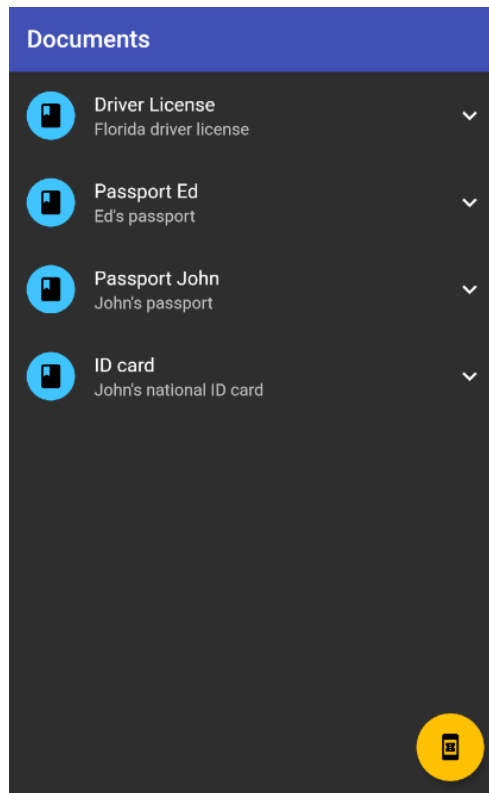 Documents
Driver License
Florida driver license
Passport Ed
Ed's passport
Passport John
John's passport
ID card
John's national ID card